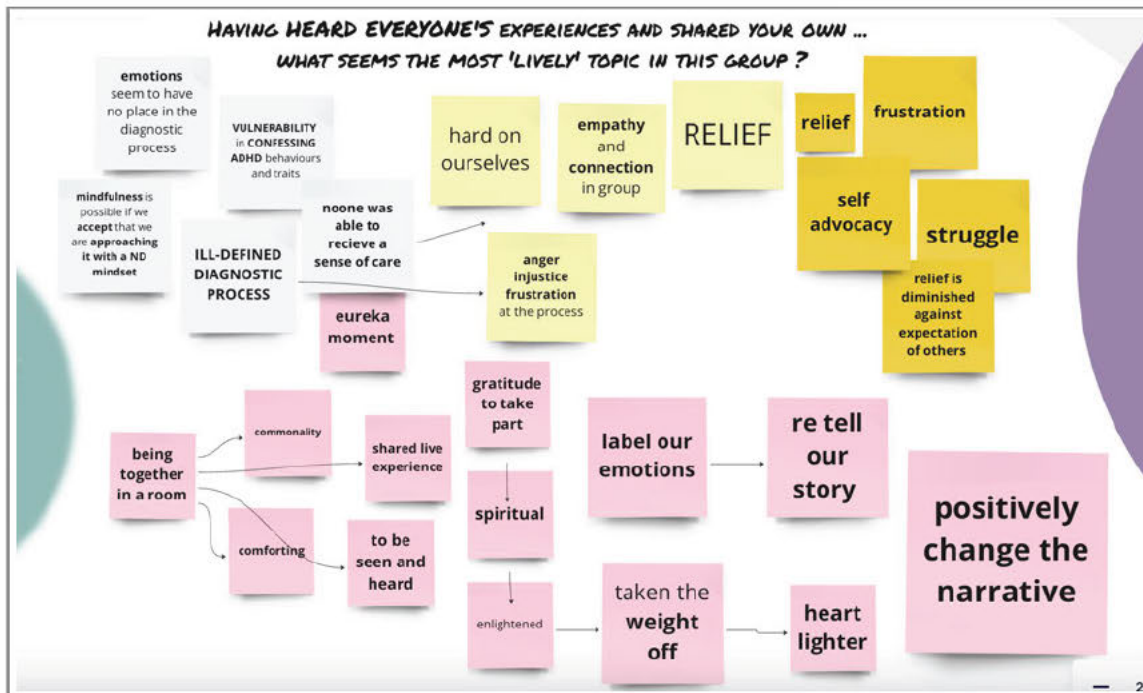 HAVING HEARD EVERYONE'S EXPERIENCES AND SHARED YOUR OWN ...
WHAT SEEMS THE MOST 'LIVELY' TOPIC IN THIS GROUP ?
emotions
seem to have
no place in the
diagnostic
process
VULNERABILITY
in CONFESSING
ADHD behaviours
and traits
mindfulness is
possible if we
accept that we
are approaching
it with a ND
mindset
ILL-DEFINED
DIAGNOSTIC
PROCESS
noone was
able to
recieve a
sense of care
hard on
ourselves
empathy
and
connection
in group
RELIEF
anger
injustice
frustration
at the process
relief
frustration
self
advocacy
struggle
relief is
diminished
against
expectation
of others
eureka
moment
being
together
in a room
commonality
shared live
experience
comforting
to be
seen and
heard
gratitude
to take
part
spiritual
enlightened
label our
emotions
re tell
our
story
taken the
weight
off
heart
lighter
positively
change the
narrative
2